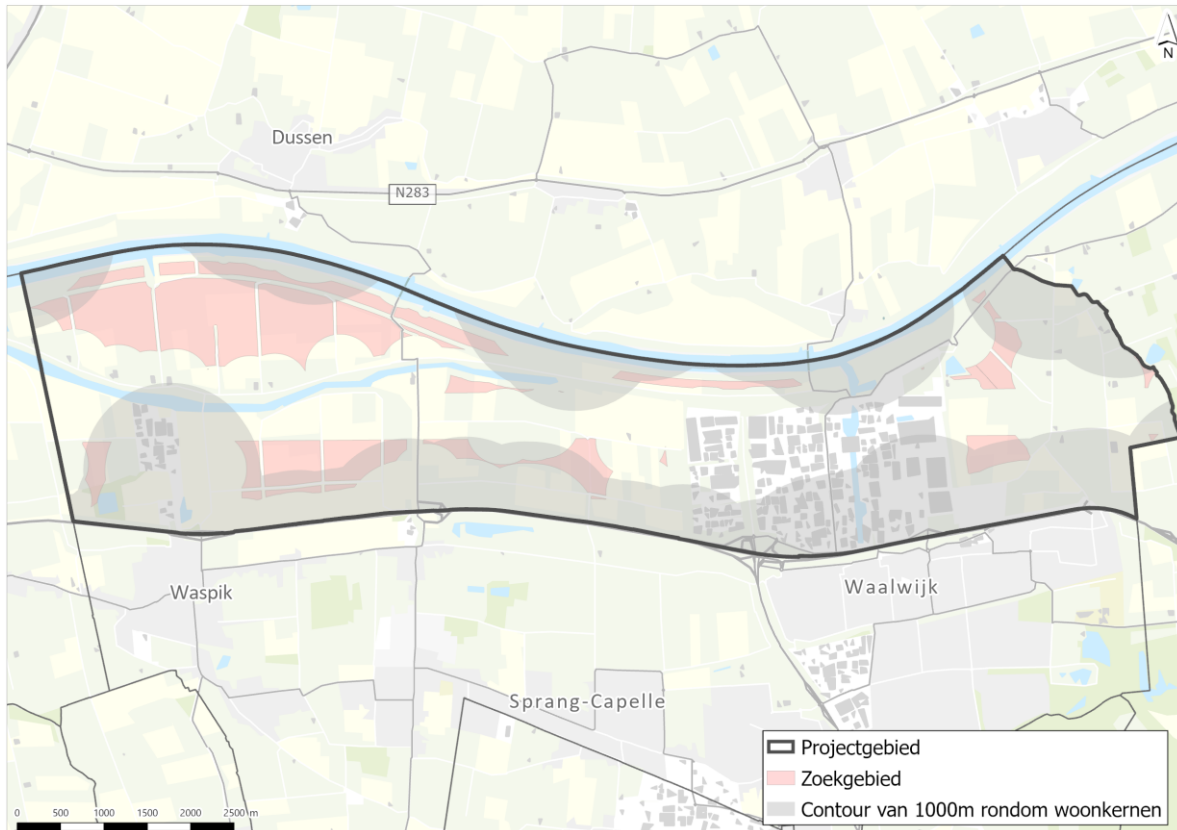 N
Dussen
N283
Waspik
Waalwijk
Sprang-Capelle
Projectgebied
Zoekgebied
Contour van 1000m rondom woonkernen
0 500 1000 1500 2000 2500 m